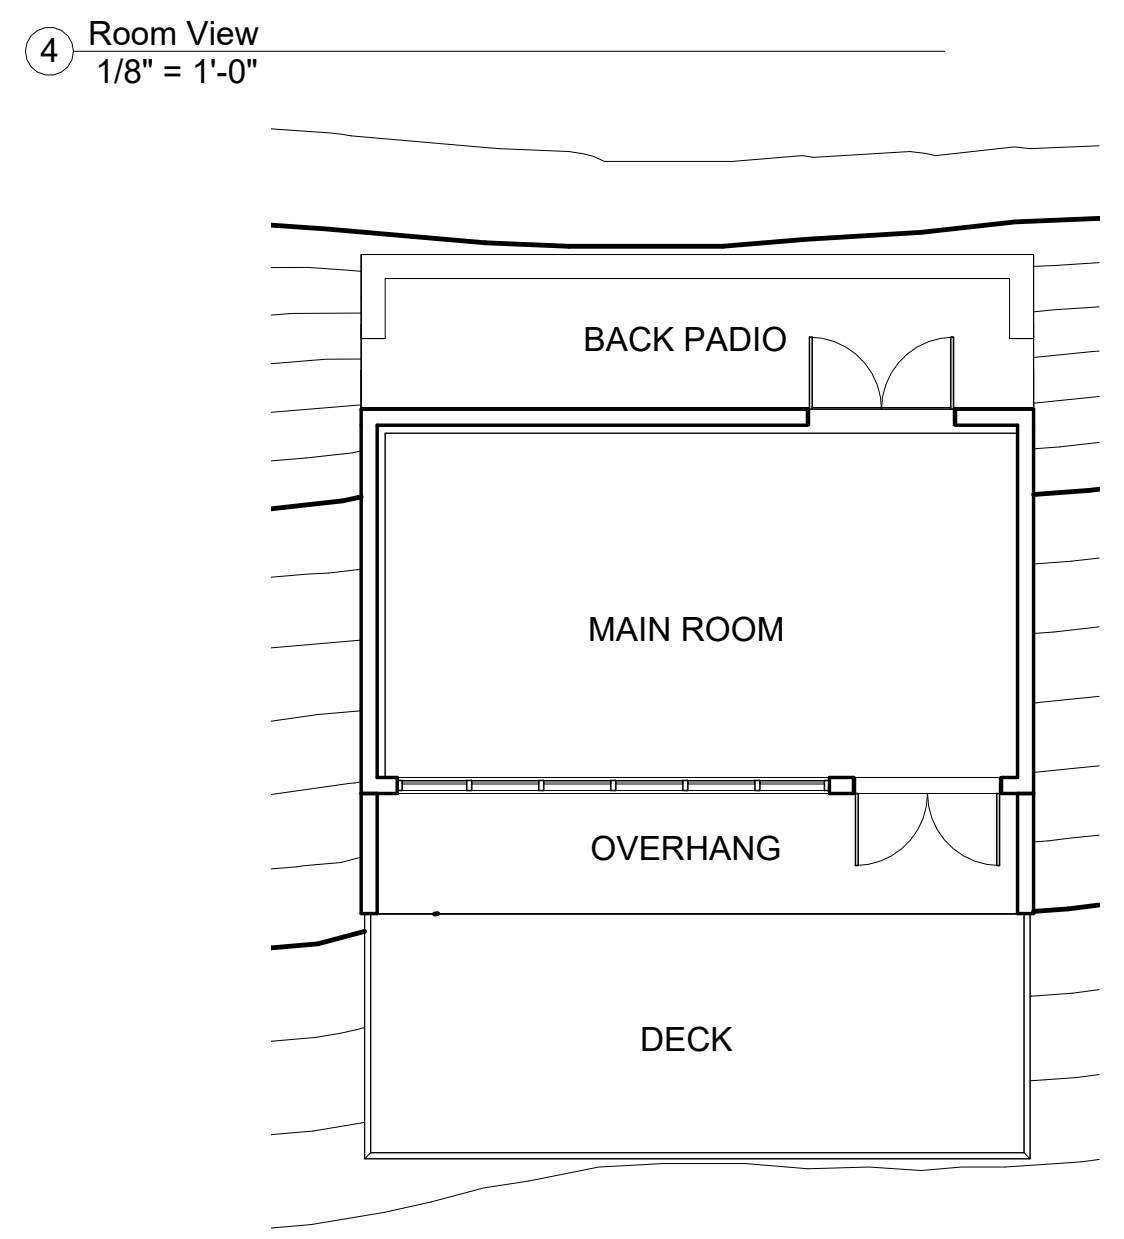 4
Room View
1/8" = 1'-0"
BACK PADIO
MAIN ROOM
OVERHANG
DECK